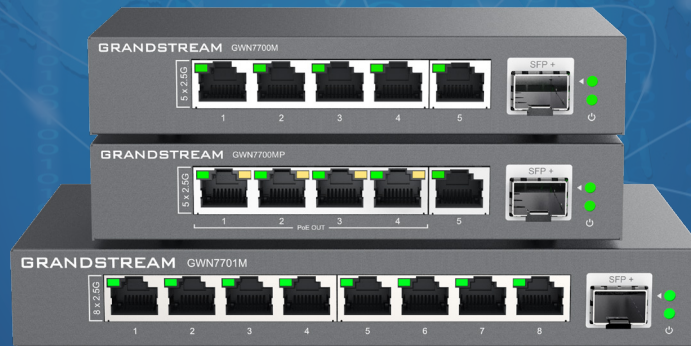 GRANDSTREAM GWN7700M
5 x 2.5G
SFP +
1 2 3 4 5
GRANDSTREAM GWN7700MP
5 x 2.5G
SFP +
1 2 3 4 5
PoE OUT
GRANDSTREAM GWN7701M
8 x 2.5G
SFP +
1 2 3 4 5 6 7 8